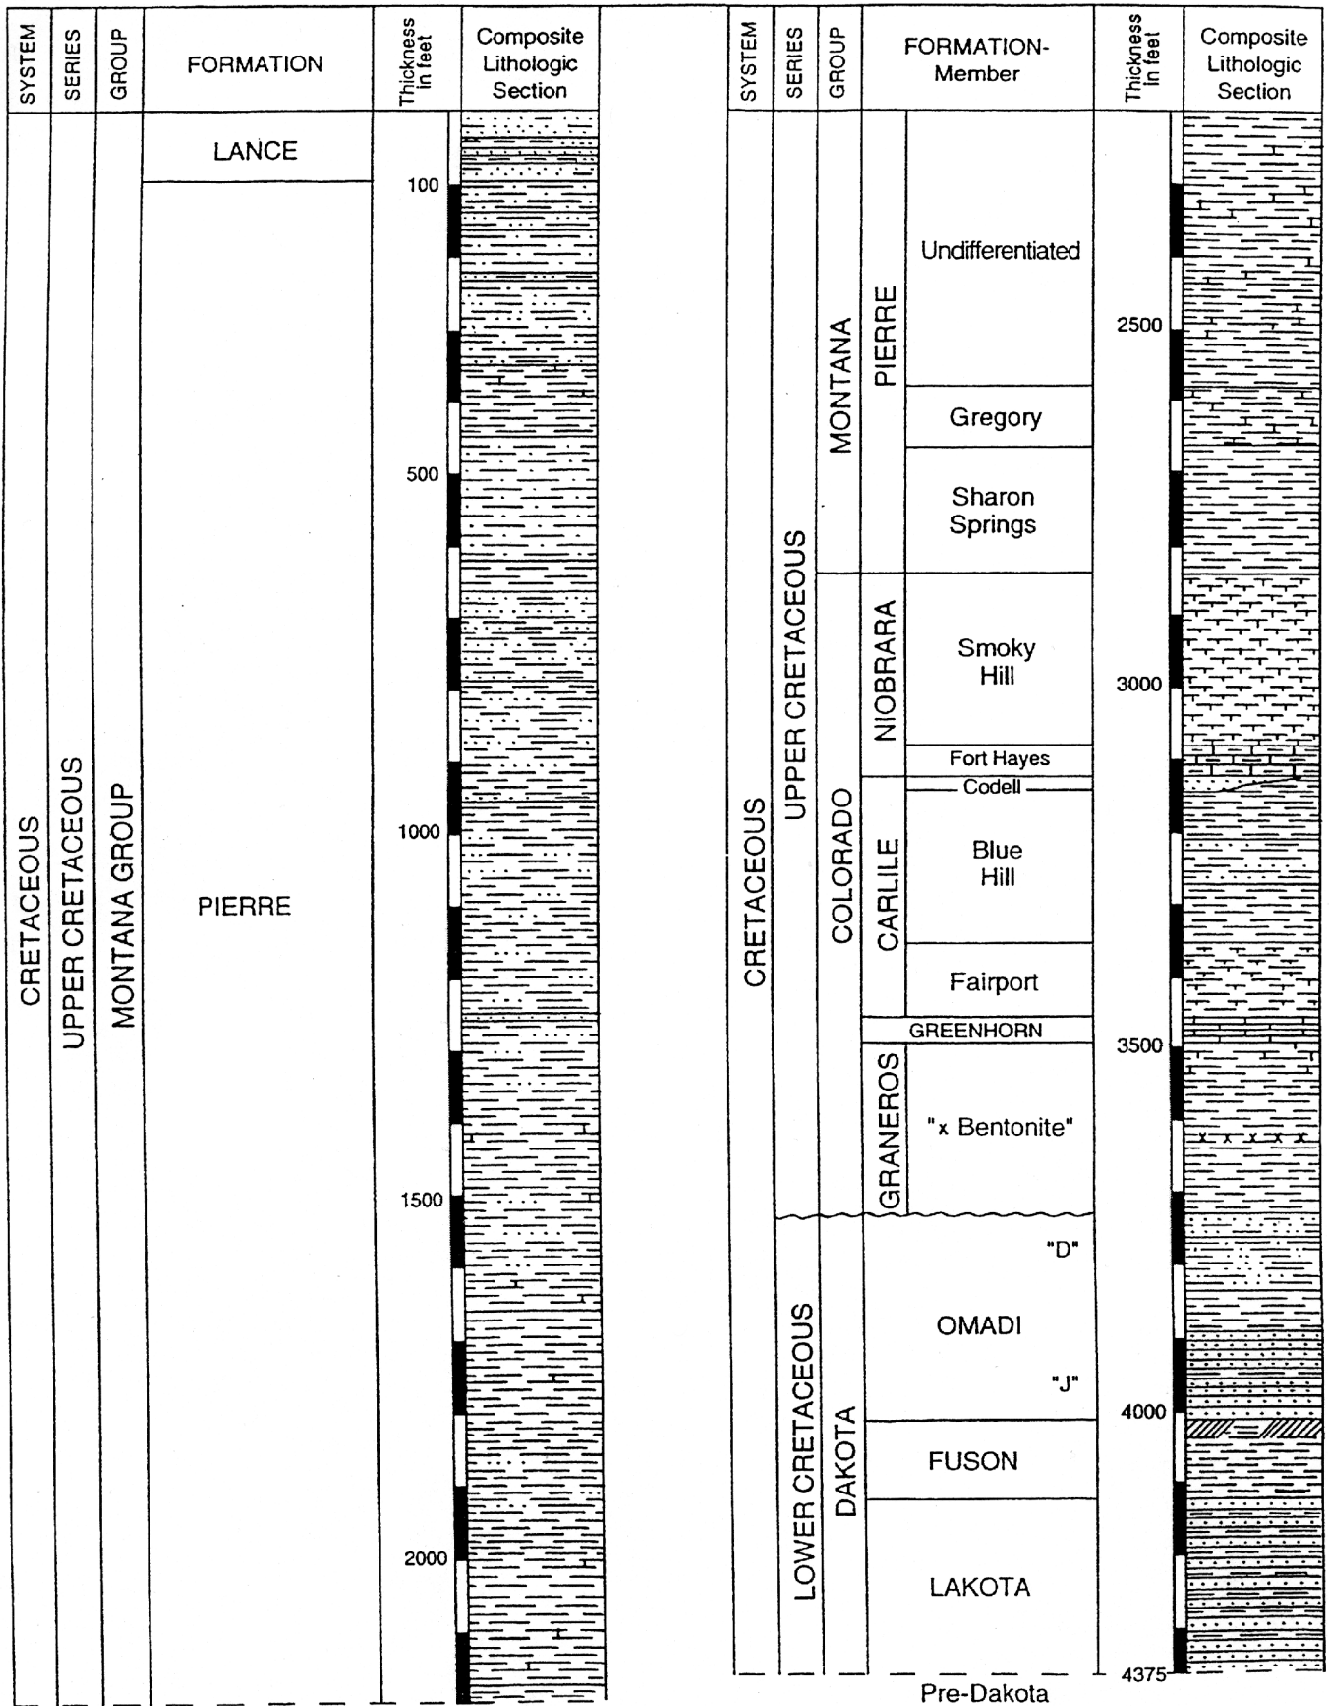 SYSTEM
SERIES
GROUP
FORMATION
Thickness
in feet
Composite
Lithologic
Section
CRETACEOUS
UPPER CRETACEOUS
MONTANA GROUP
LANCE
PIERRE
100
500
1000
1500
2000
SYSTEM
SERIES
GROUP
FORMATION-
Member
Thickness
in feet
Composite
Lithologic
Section
CRETACEOUS
UPPER CRETACEOUS
LOWER CRETACEOUS
MONTANA
COLORADO
DAKOTA
PIERRE
Undifferentiated
Gregory
Sharon
Springs
NIOBRARA
Smoky
Hill
Fort Hayes
CARLILE
Codell
Blue
Hill
Fairport
GREENHORN
GRANEROS
"x Bentonite"
"D"
OMADI
"J"
FUSON
LAKOTA
Pre-Dakota
2500
3000
3500
4000
4375
x x x x x